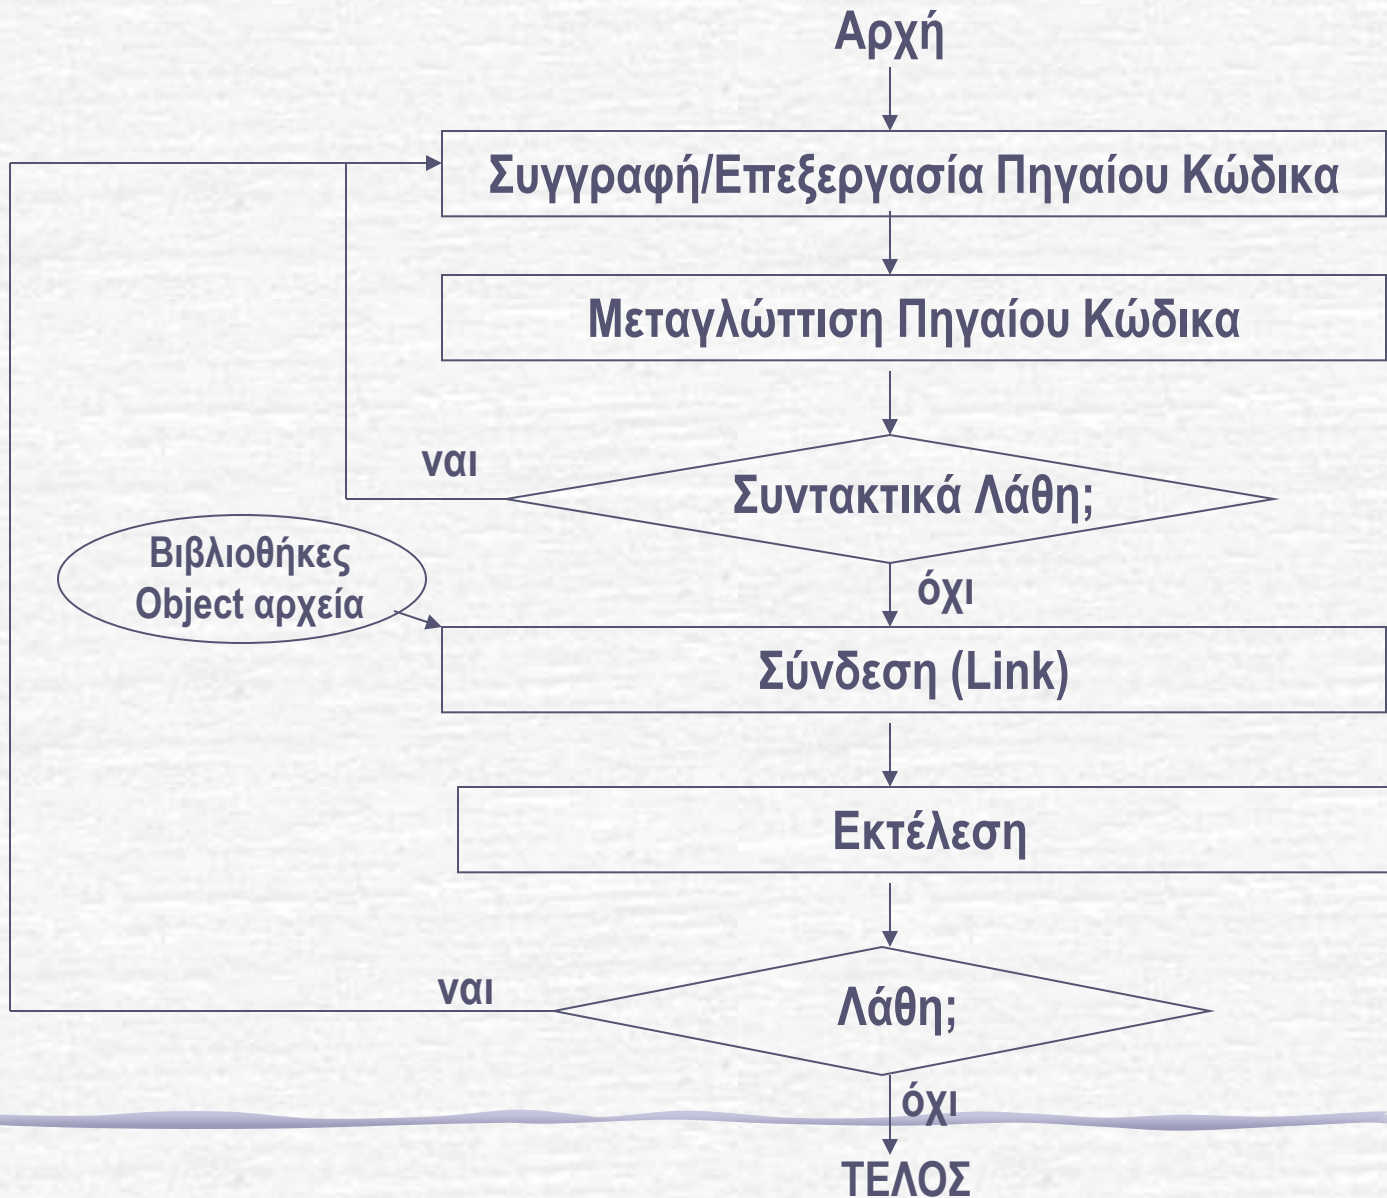 Αρχή
Συγγραφή/Επεξεργασία Πηγαίου Κώδικα
Μεταγλώττιση Πηγαίου Κώδικα
ναι
Συντακτικά Λάθη;
Βιβλιοθήκες
Object αρχεία
όχι
Σύνδεση (Link)
Εκτέλεση
ναι
Λάθη;
όχι
ΤΕΛΟΣ